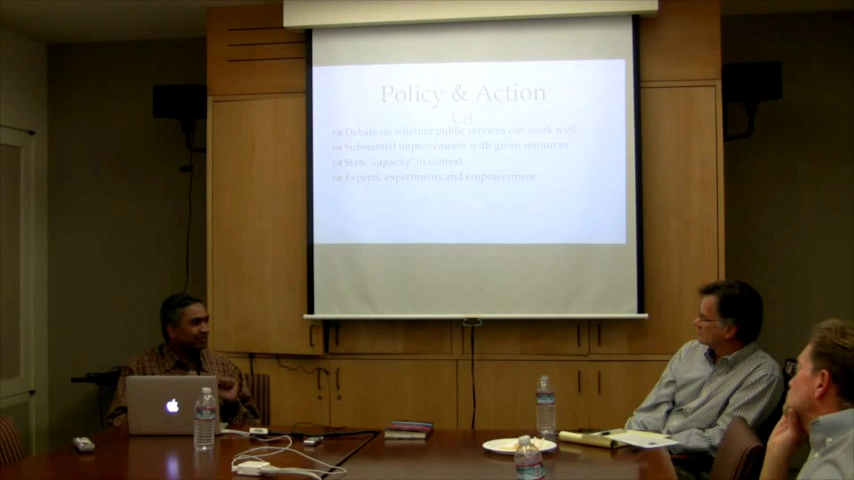 Policy & Action
Debate on whether public services can work well
Substantial improvements with given resources
State 'capacity' in context
Experts, experiments and empowerment